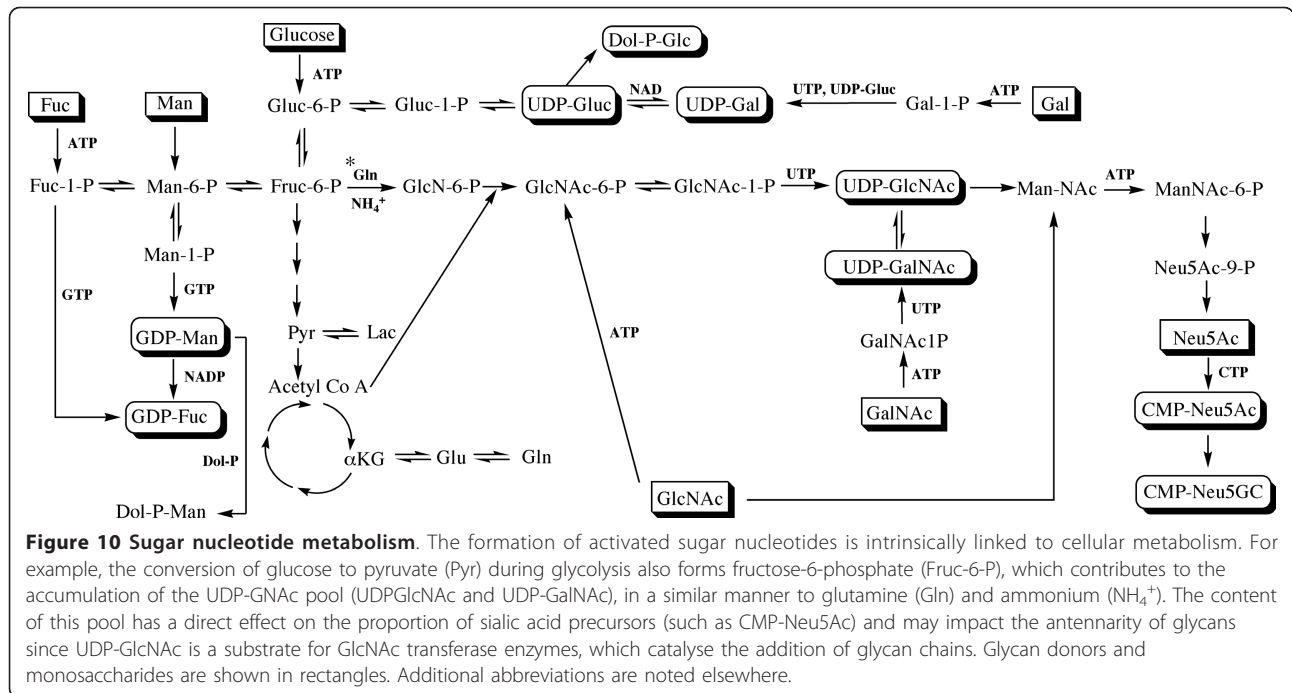 Glucose
Dol-P-Glc
ATP
Fuc
Man
Gluc-6-P
Gluc-1-P
UDP-Gluc
NAD
UDP-Gal
UTP, UDP-Gluc
Gal-1-P
ATP
Gal
ATP
Fuc-1-P
Man-6-P
Fruc-6-P
*
Gln
NH₄⁺
GlcN-6-P
GlcNAc-6-P
GlcNAc-1-P
UTP
UDP-GlcNAc
Man-NAc
ATP
ManNAc-6-P
Man-1-P
UDP-GalNAc
Neu5Ac-9-P
GTP
GTP
UTP
GDP-Man
Pyr
Lac
ATP
GalNAc1P
Neu5Ac
NADP
Acetyl Co A
ATP
CTP
GDP-Fuc
GalNAc
CMP-Neu5Ac
Dol-P
αKG
Glu
Gln
GlcNAc
CMP-Neu5GC
Dol-P-Man
Figure 10 Sugar nucleotide metabolism. The formation of activated sugar nucleotides is intrinsically linked to cellular metabolism. For
example, the conversion of glucose to pyruvate (Pyr) during glycolysis also forms fructose-6-phosphate (Fruc-6-P), which contributes to the
accumulation of the UDP-GNAc pool (UDPGlcNAc and UDP-GalNAc), in a similar manner to glutamine (Gln) and ammonium (NH₄⁺). The content
of this pool has a direct effect on the proportion of sialic acid precursors (such as CMP-Neu5Ac) and may impact the antennarity of glycans
since UDP-GlcNAc is a substrate for GlcNAc transferase enzymes, which catalyse the addition of glycan chains. Glycan donors and
monosaccharides are shown in rectangles. Additional abbreviations are noted elsewhere.